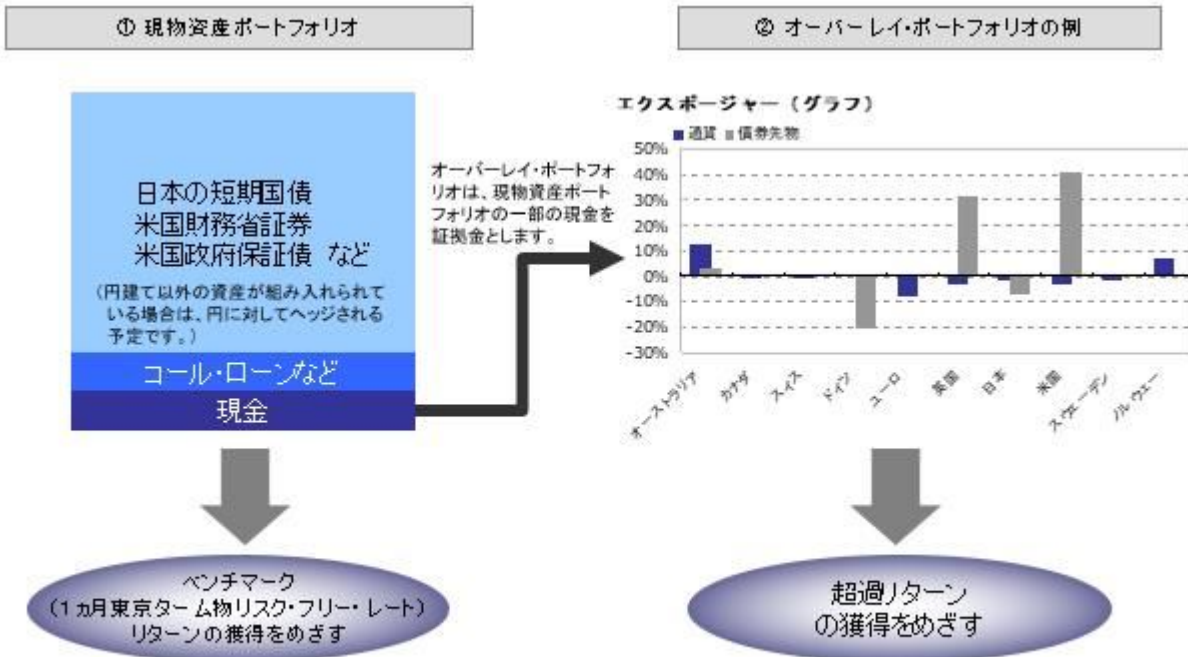 ① 現物資産ポートフォリオ
日本の短期国債
米国財務省証券
米国政府保証債 など
(円建て以外の資産が組み入れられて
いる場合は、円に対してヘッジされる
予定です。)
コール・ローンなど
現金
ベンチマーク
(1ヵ月東京ターム物リスク・フリー・レート)
リターンの獲得をめざす
オーバーレイ・ポートフォ
リオは、現物資産ポート
フォリオの一部の現金を
証拠金とします。
② オーバーレイ・ポートフォリオの例
エクスポージャー(グラフ)
通貨 債券先物
50%
40%
30%
20%
10%
0%
-10%
-20%
-30%
オーストラリア
カナダ
スイス
ドイツ
ユーロ
英国
日本
米国
スウェーデン
ノルウェー
超過リターン
の獲得をめざす